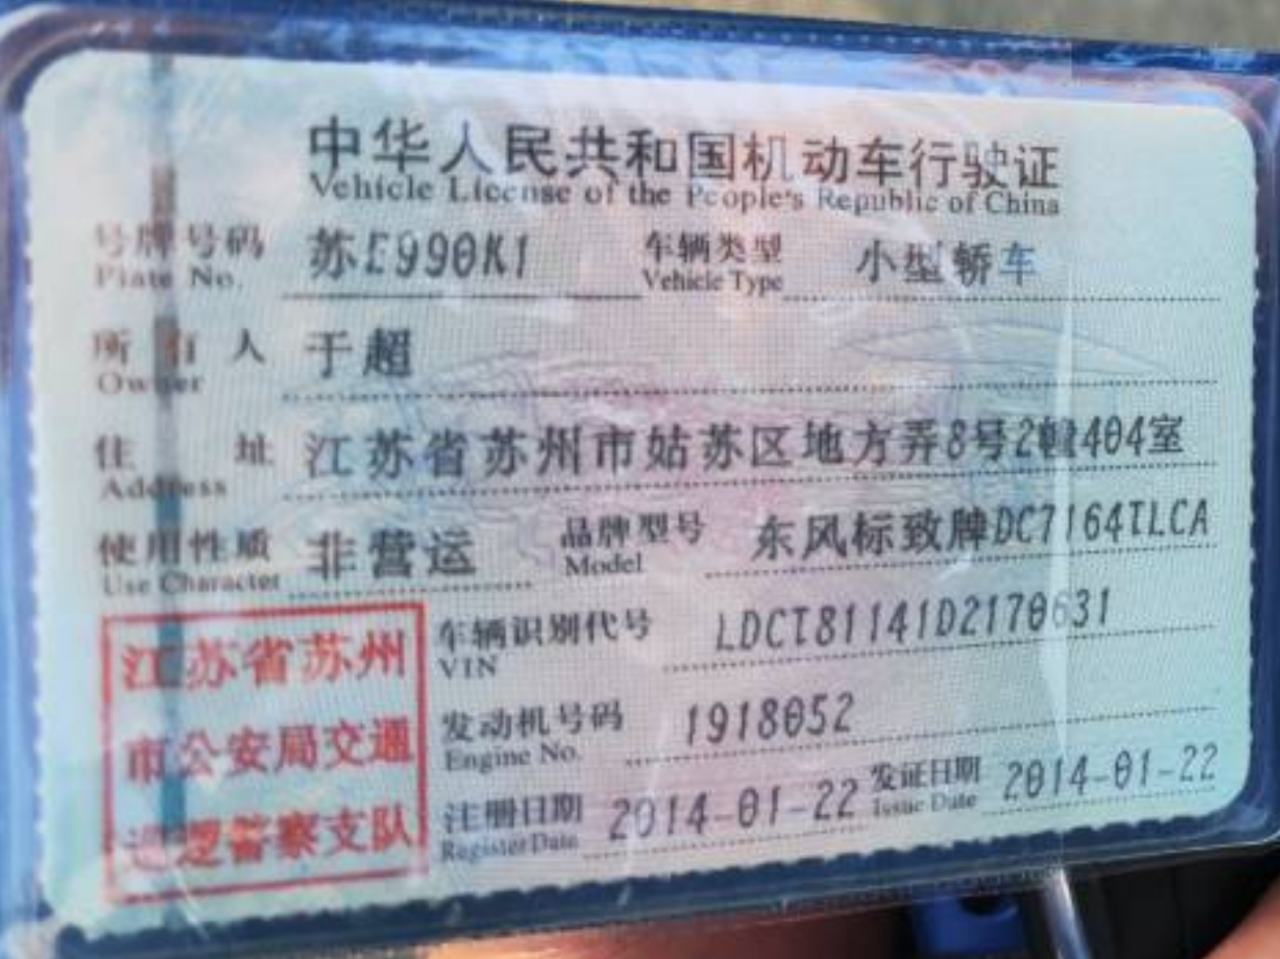 中华人民共和国机动车行驶证
Vehicle License of the People's Republic of China
号牌号码 苏E990K1 车辆类型 小型轿车
Plate No. Vehicle Type
所有人 于超
Owner
住址 江苏省苏州市姑苏区地方弄8号2幢404室
Address
使用性质 非营运 品牌型号 东风标致牌DC7164TLCA
Use Character Model
江苏省苏州
市公安局交通
巡逻警察支队
车辆识别代号 LDCT81141D2170631
VIN
发动机号码 1918052
Engine No.
注册日期 2014-01-22 发证日期 2014-01-22
Register Date Issue Date